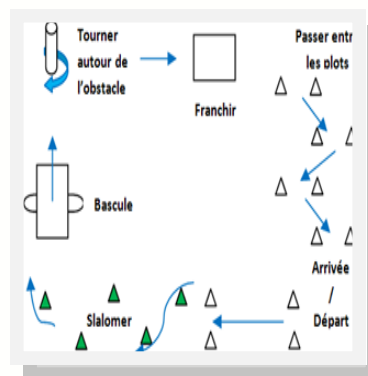 Tourner
autour de
l'obstacle
Franchir
Passer entr
les plots
Bascule
Slalomer
Arrivée
/
Départ